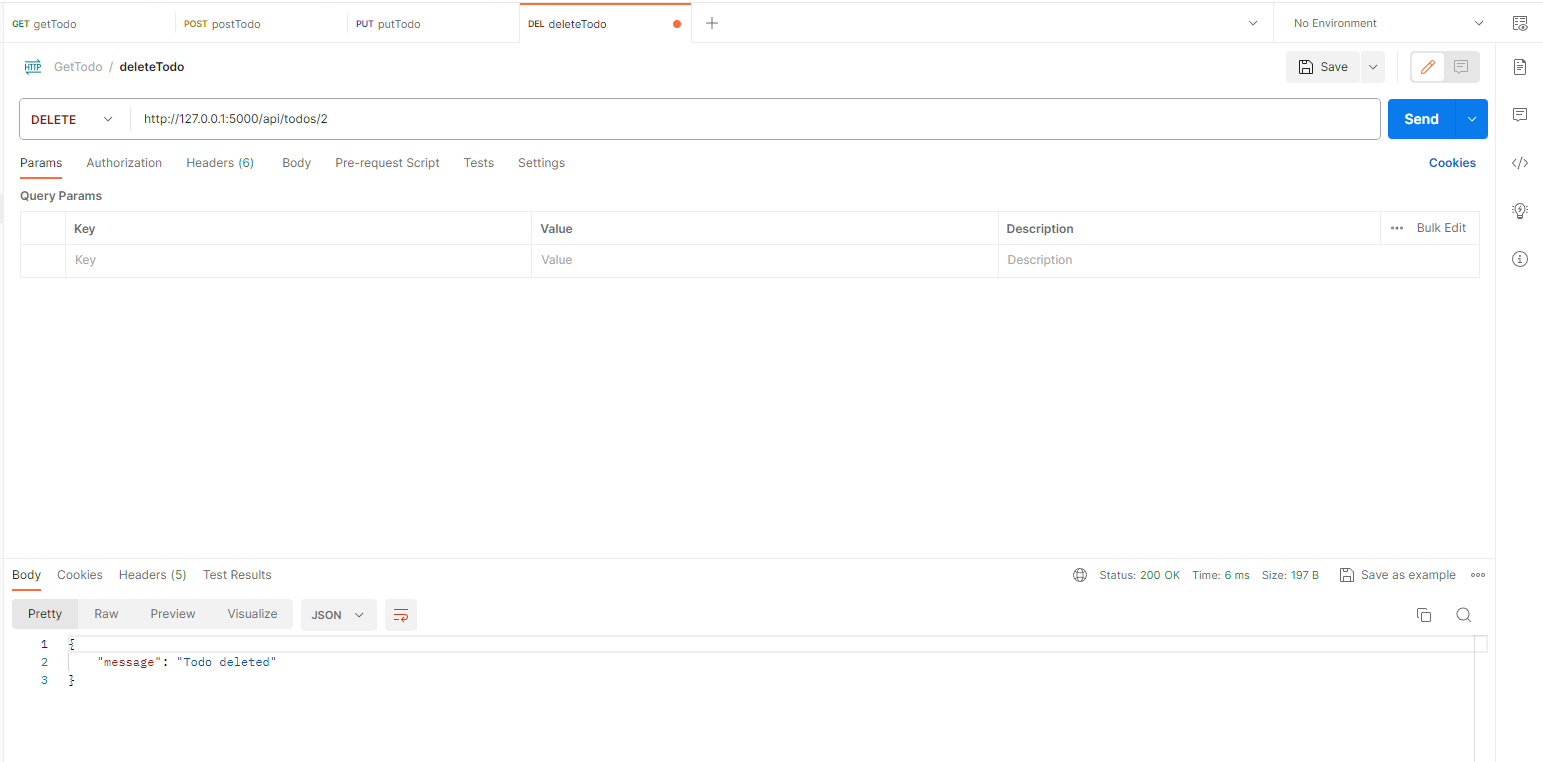 GET getTodo POST postTodo PUT putTodo DEL deleteTodo No Environment
HTTP GetTodo / deleteTodo Save
DELETE http://127.0.0.1:5000/api/todos/2 Send
Params Authorization Headers (6) Body Pre-request Script Tests Settings Cookies
Query Params
Key Value Description ••• Bulk Edit
Key Value Description
Body Cookies Headers (5) Test Results Status: 200 OK Time: 6 ms Size: 197 B Save as example
Pretty Raw Preview Visualize JSON
1 {
2 "message": "Todo deleted"
3 }